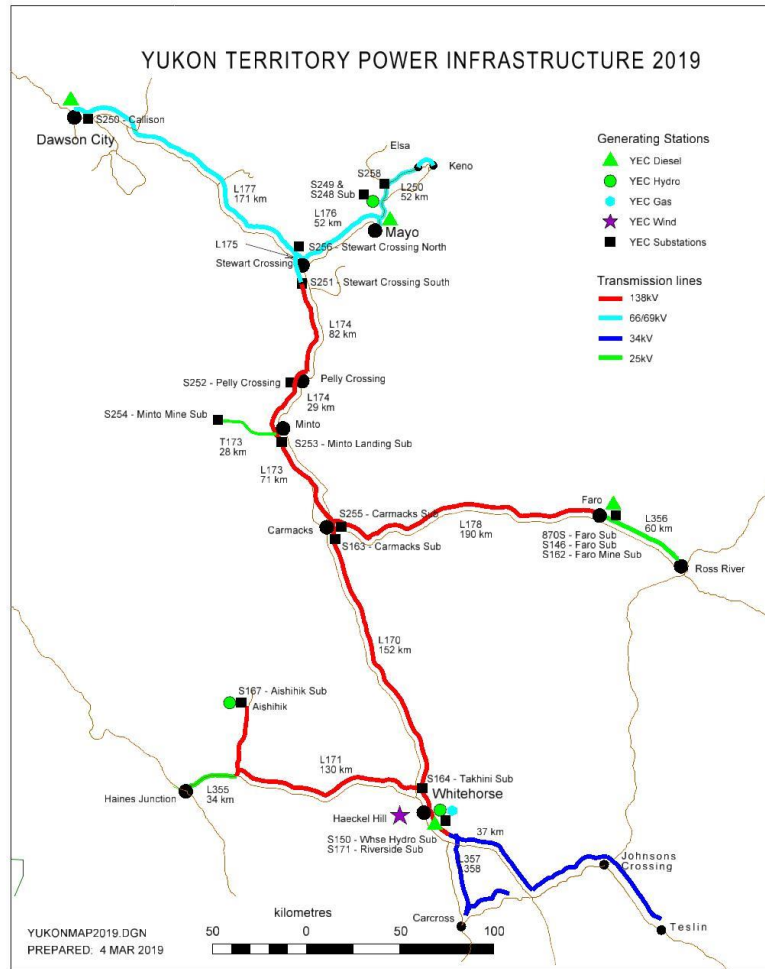 YUKON TERRITORY POWER INFRASTRUCTURE 2019
S250 - Callison
Dawson City
Elsa
Keno
S258
S249 &
S248 Sub
L250
52 km
L177
171 km
L176
52 km
Mayo
L175
S256 - Stewart Crossing North
Stewart Crossing
S251 - Stewart Crossing South
Generating Stations
YEC Diesel
YEC Hydro
YEC Gas
YEC Wind
YEC Substations
Transmission lines
138kV
66/69kV
34kV
25kV
L174
82 km
S252 - Pelly Crossing
Pelly Crossing
L174
29 km
S254 - Minto Mine Sub
Minto
T173
28 km
S253 - Minto Landing Sub
L173
71 km
S255 - Carmacks Sub
Carmacks
S163 - Carmacks Sub
L178
190 km
Faro
L356
60 km
870S - Faro Sub
S146 - Faro Sub
S162 - Faro Mine Sub
Ross River
L170
152 km
S167 - Aishihik Sub
Aishihik
L171
130 km
L355
34 km
Haines Junction
S164 - Takhini Sub
Whitehorse
Haeckel Hill
S150 - Whse Hydro Sub
S171 - Riverside Sub
37 km
L357
L358
Johnsons
Crossing
Carcross
Teslin
kilometres
50
0
50
100
YUKONMAP2019.DGN
PREPARED: 4 MAR 2019